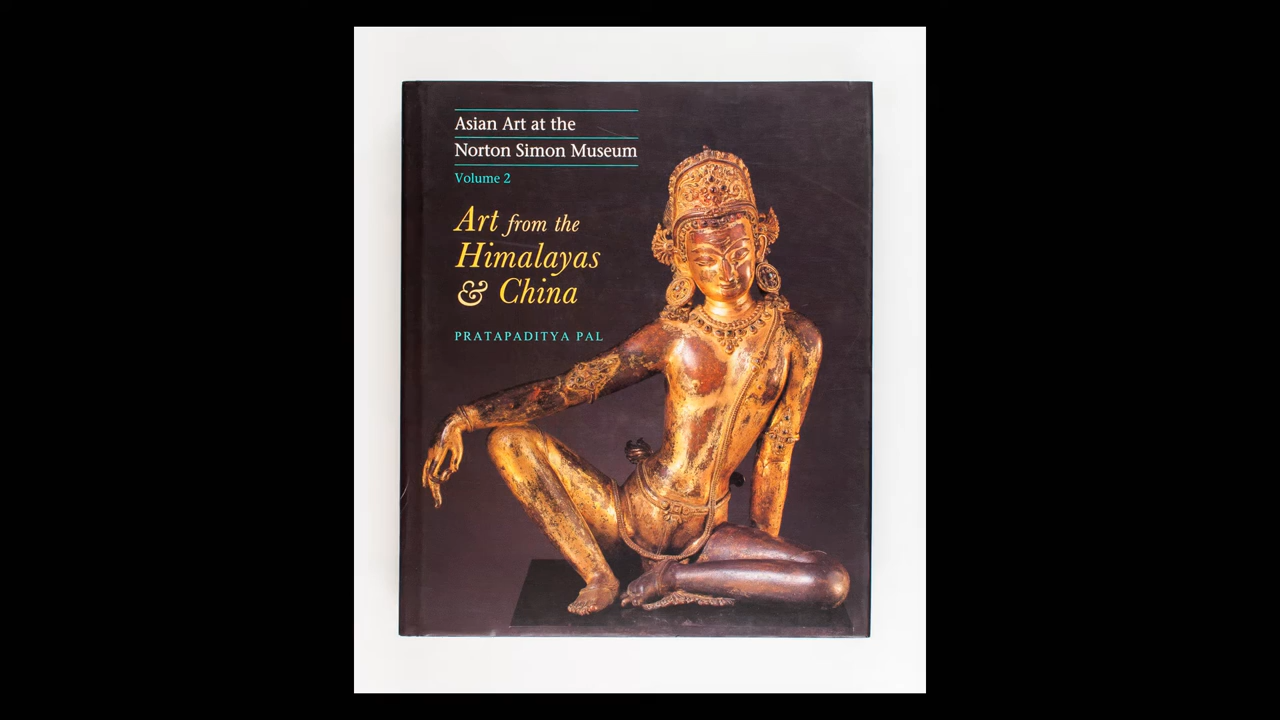 Asian Art at the
Norton Simon Museum
Volume 2
Art from the
Himalayas
& China
PRATAPADITYA PAL